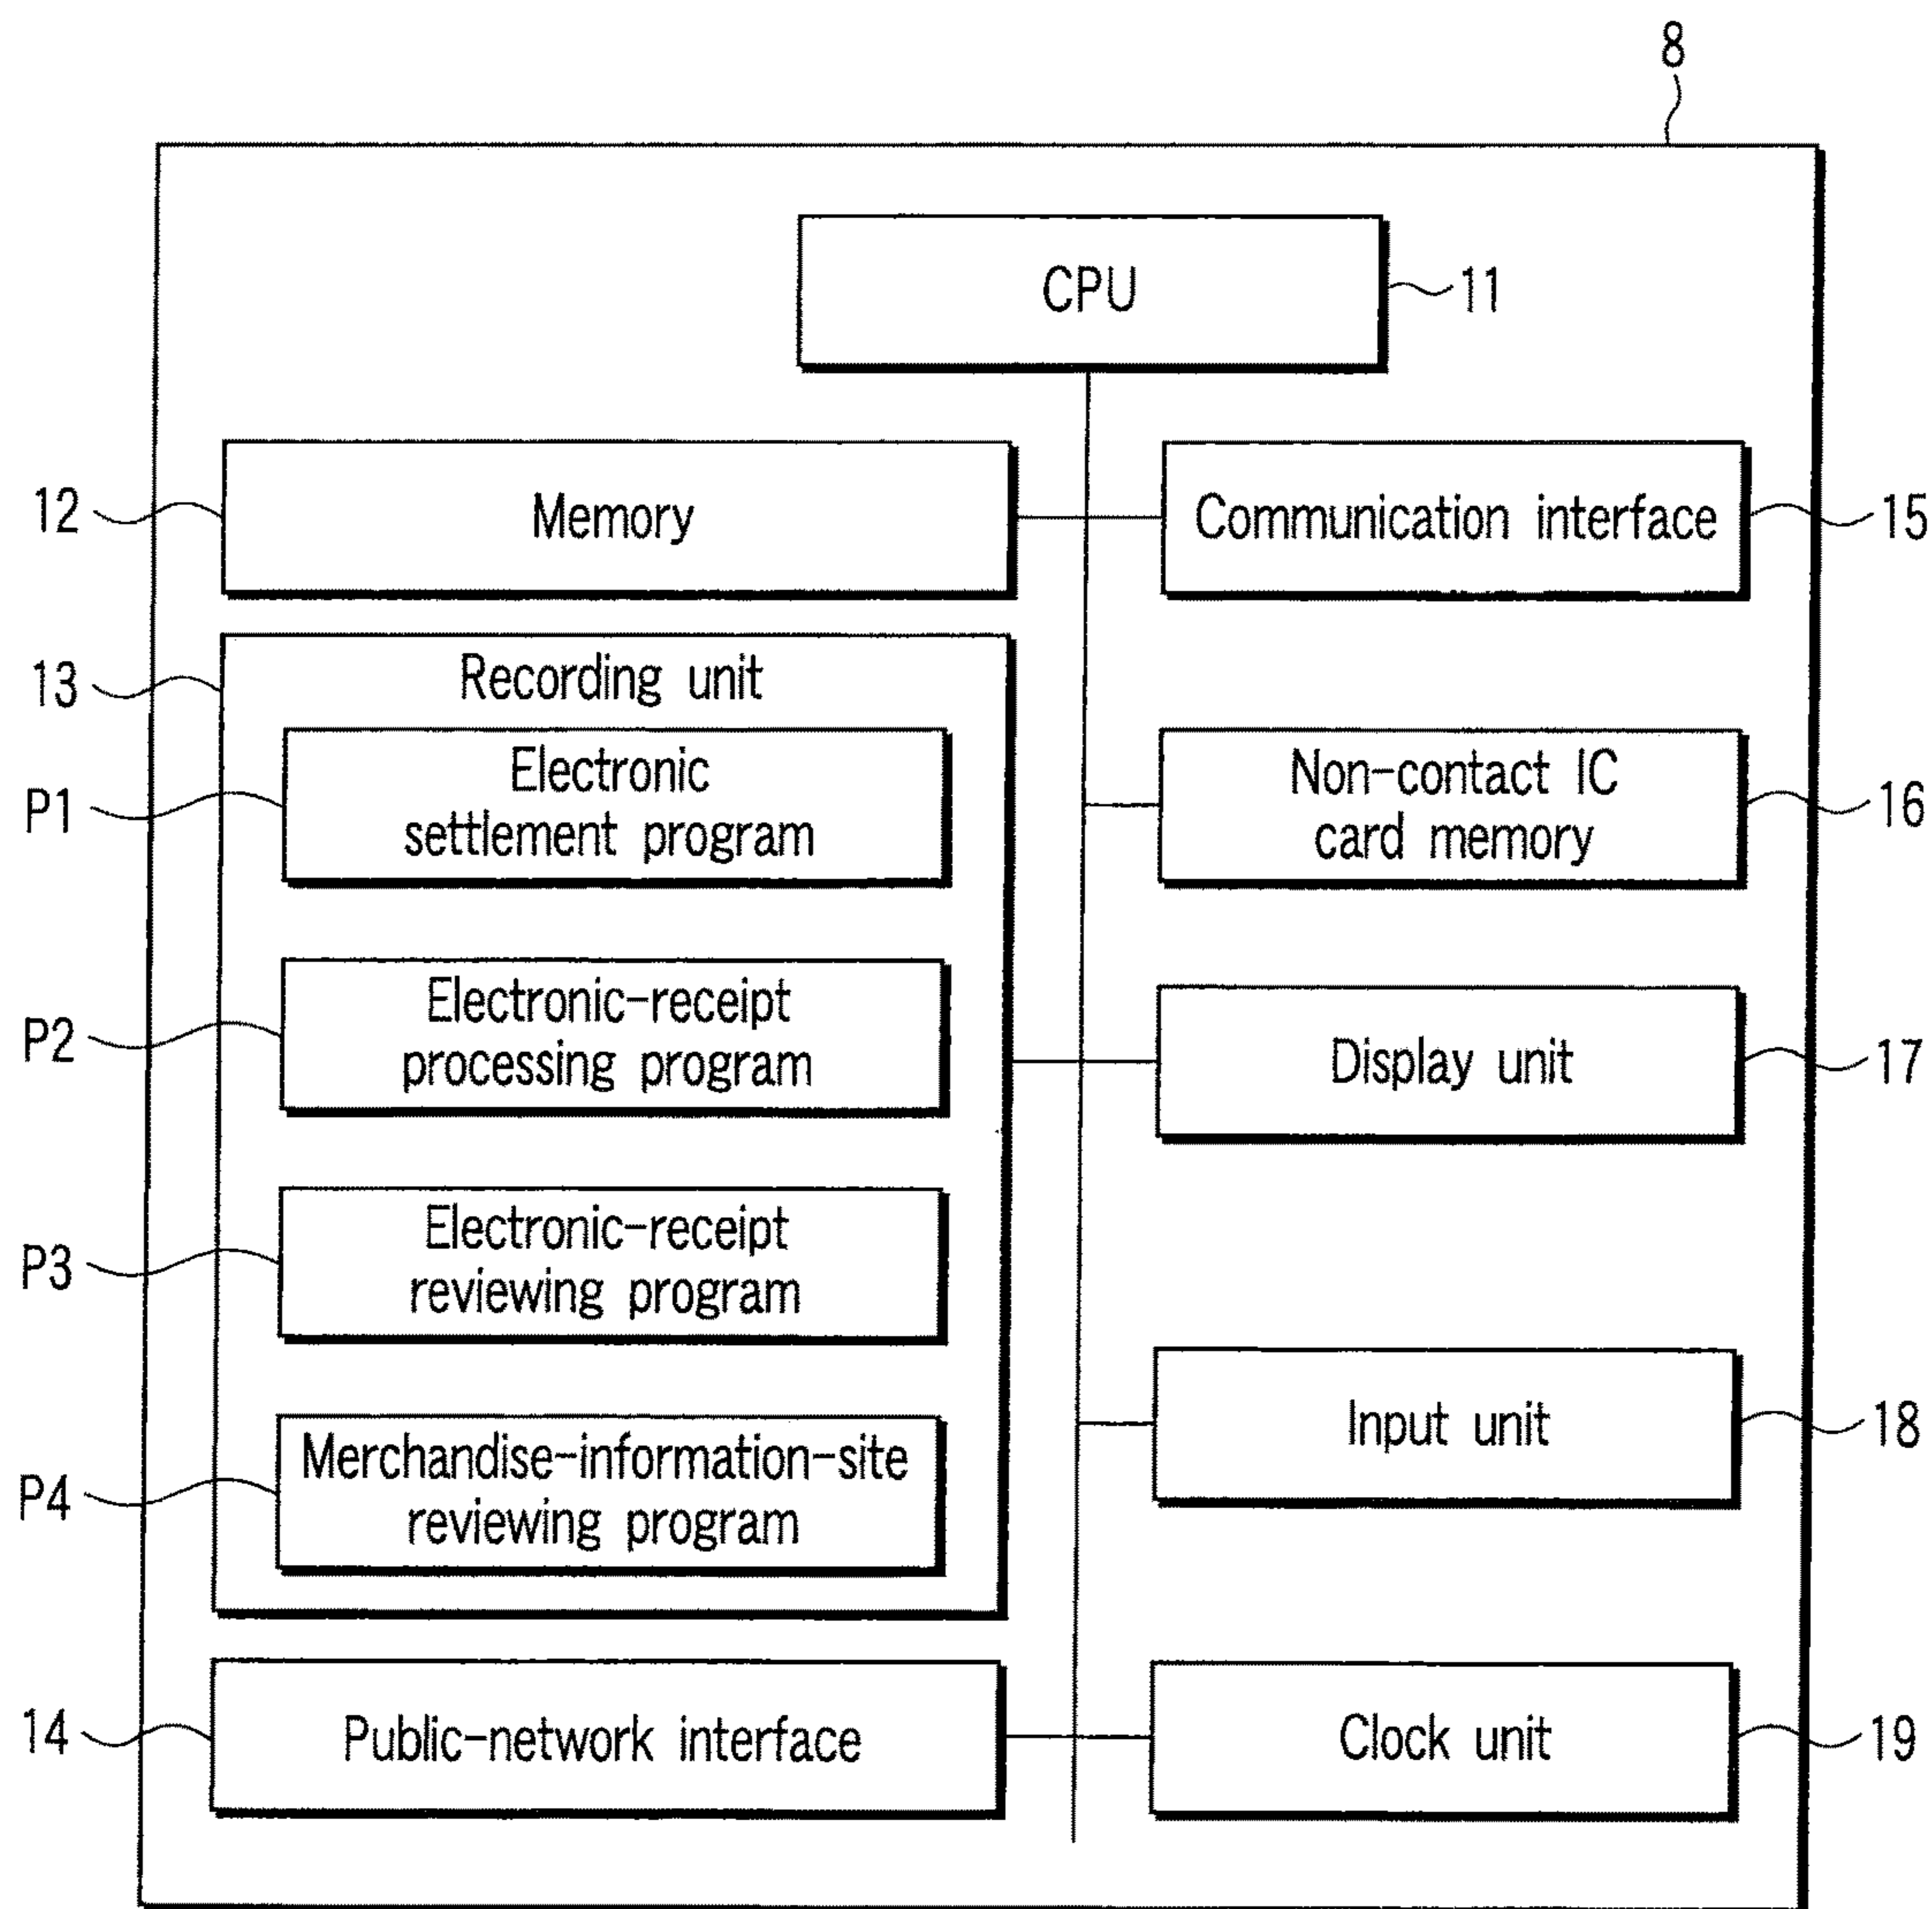 8
CPU
11
12
Memory
Communication interface
15
13
Recording unit
P1
Electronic
settlement program
Non-contact IC
card memory
16
P2
Electronic-receipt
processing program
Display unit
17
P3
Electronic-receipt
reviewing program
P4
Merchandise-information-site
reviewing program
Input unit
18
14
Public-network interface
Clock unit
19